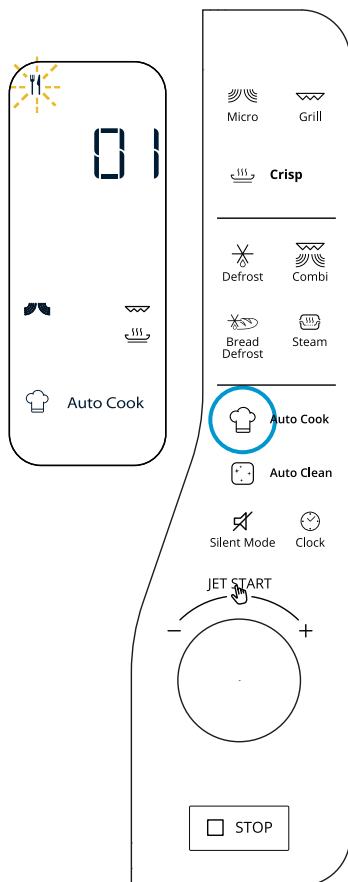 01
Auto Cook
Micro
Grill
Crisp
Defrost
Combi
Bread
Defrost
Steam
Auto Cook
Auto Clean
Silent Mode
Clock
JET START
− +
STOP